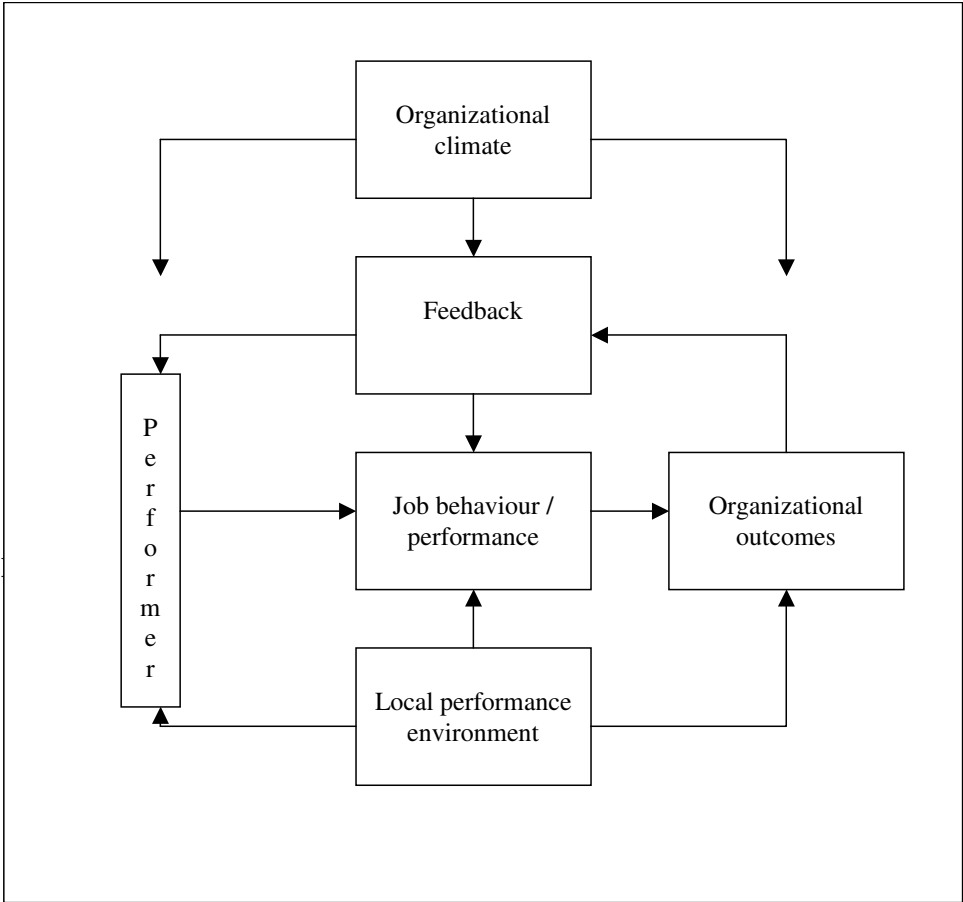 Organizational
climate
Feedback
P
e
r
f
o
r
m
e
r
Job behaviour /
performance
Organizational
outcomes
Local performance
environment